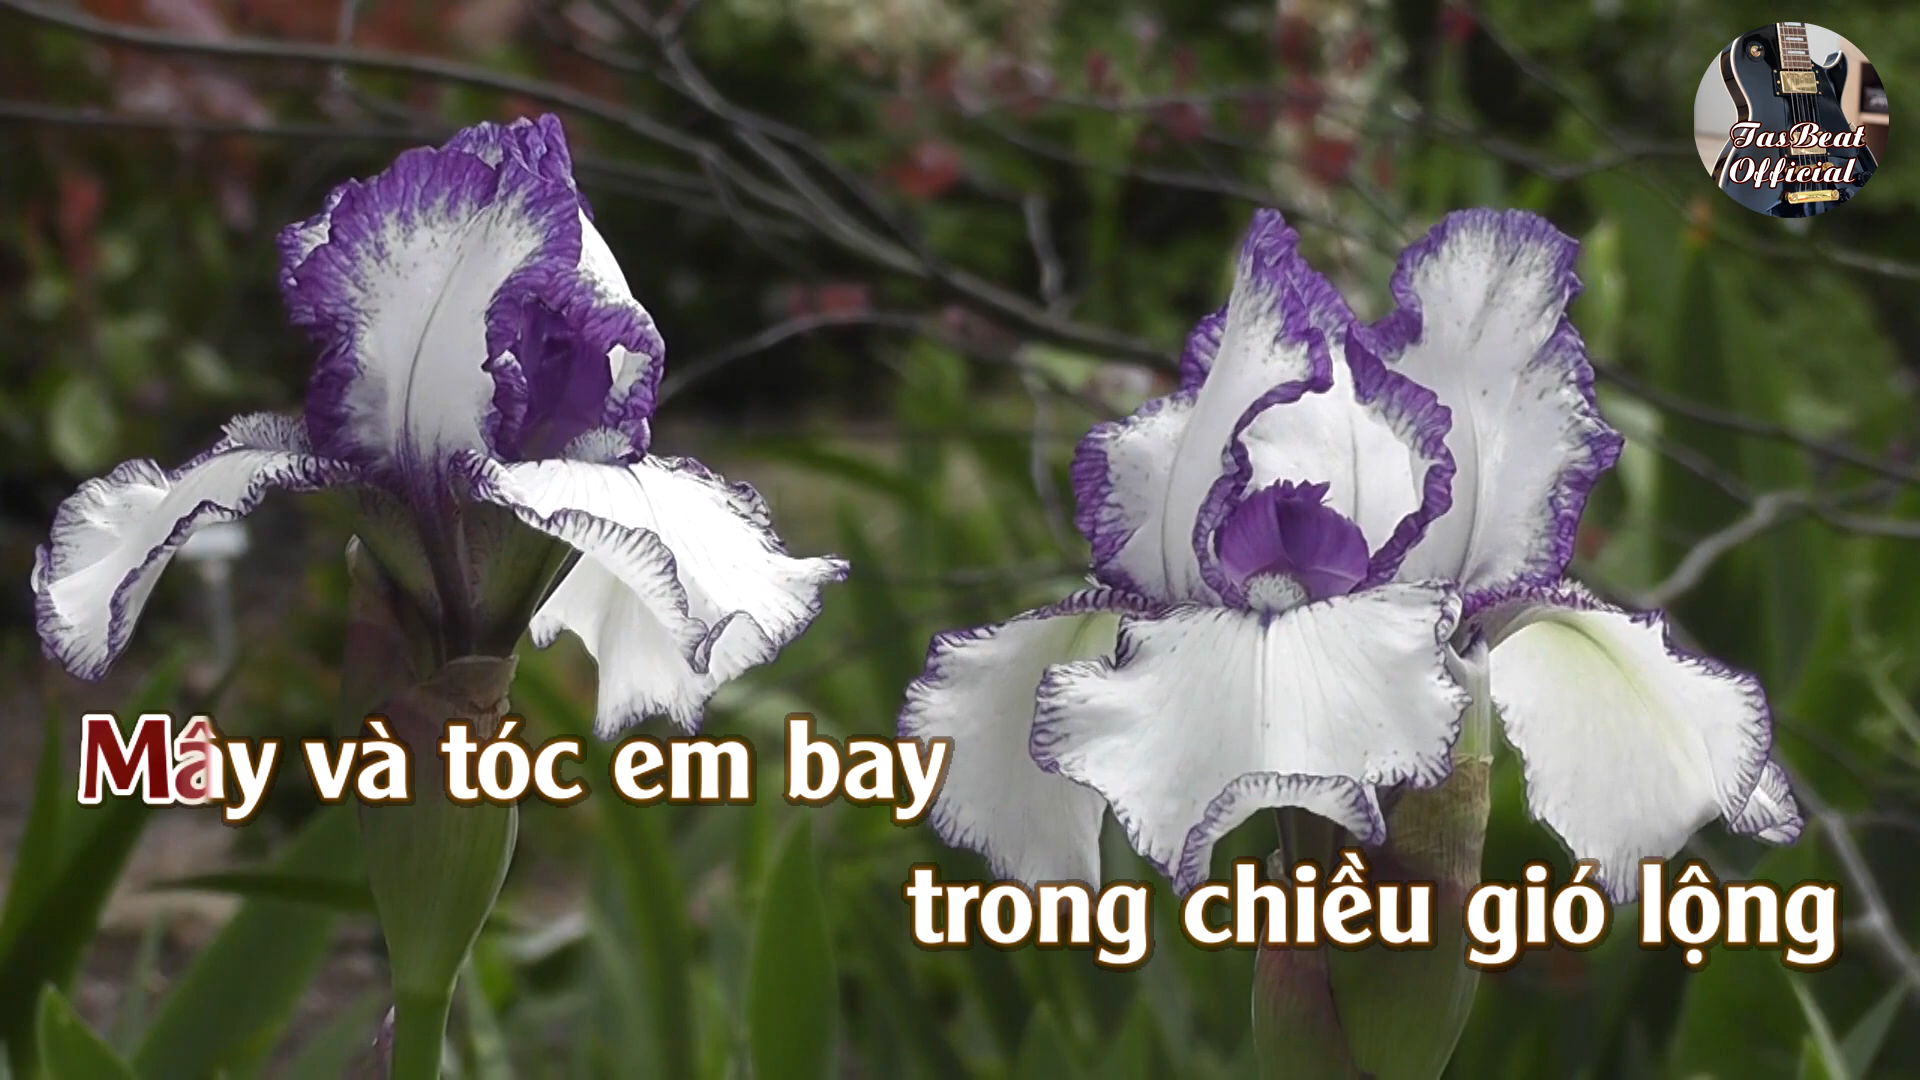 TasBeat
Official
Mây và tóc em bay
trong chiều gió lộng